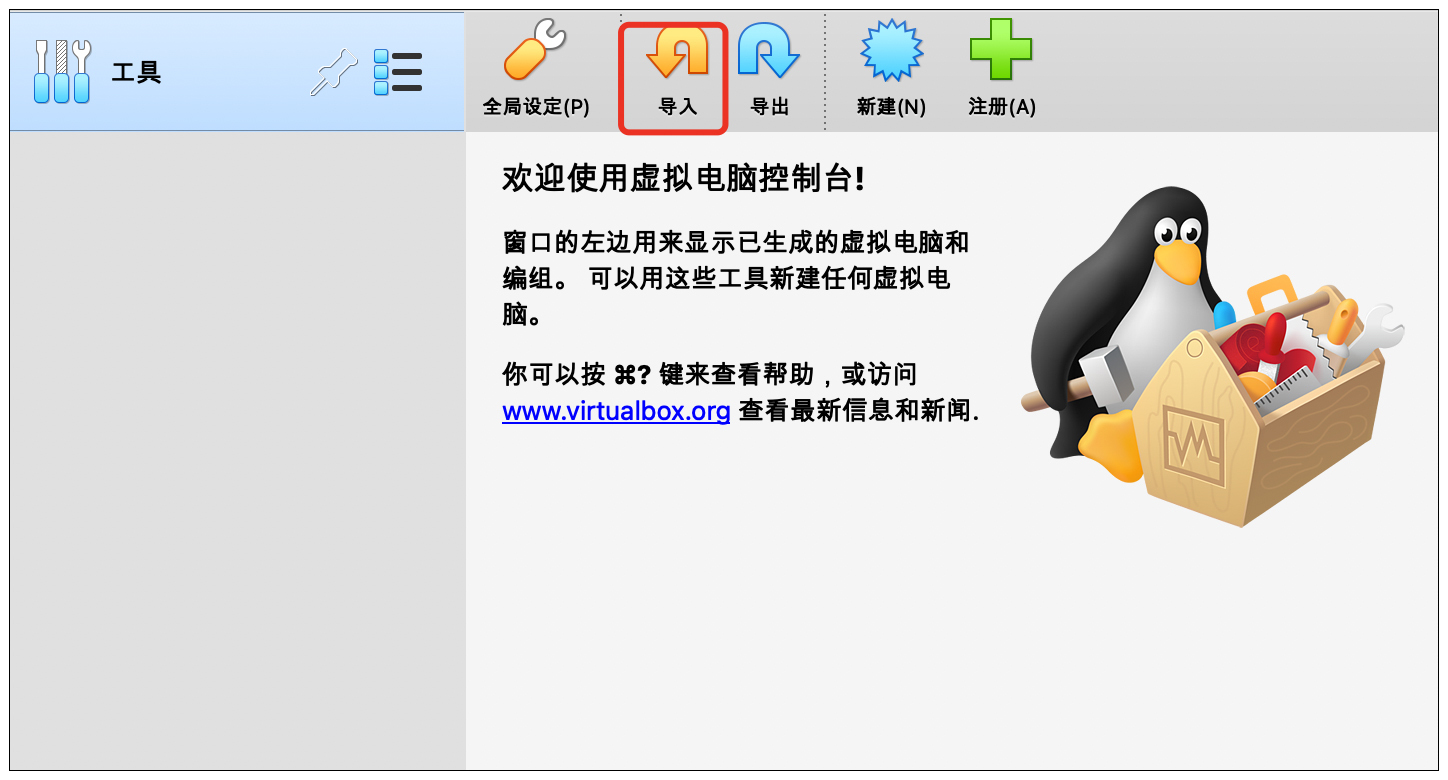 工具
全局设定(P)
导入
导出
新建(N)
注册(A)
欢迎使用虚拟电脑控制台!
窗口的左边用来显示已生成的虚拟电脑和
编组。 可以用这些工具新建任何虚拟电
脑。
你可以按 ⌘? 键来查看帮助，或访问
www.virtualbox.org 查看最新信息和新闻.